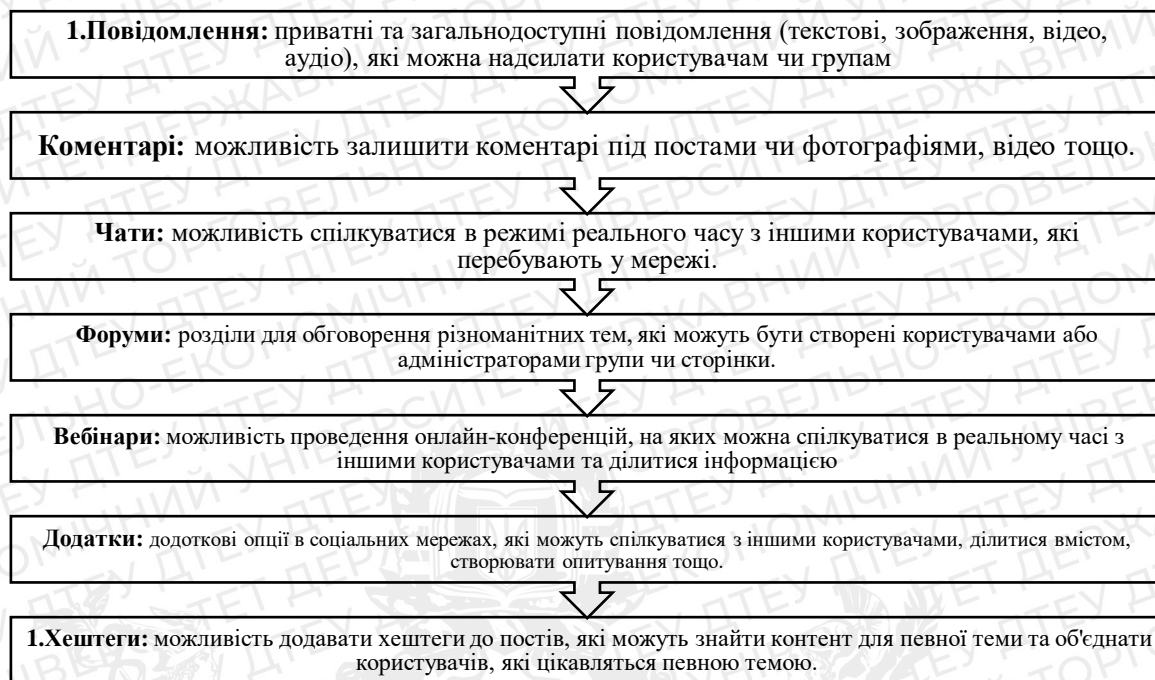 1.Повідомлення: приватні та загальнодоступні повідомлення (текстові, зображення, відео,
аудіо), які можна надсилати користувачам чи групам
Коментарі: можливість залишити коментарі під постами чи фотографіями, відео тощо.
Чати: можливість спілкуватися в режимі реального часу з іншими користувачами, які
перебувають у мережі.
Форуми: розділи для обговорення різноманітних тем, які можуть бути створені користувачами або
адміністраторами групи чи сторінки.
Вебінари: можливість проведення онлайн-конференцій, на яких можна спілкуватися в реальному часі з
іншими користувачами та ділитися інформацією
Додатки: додоткові опції в соціальних мережах, які можуть спілкуватися з іншими користувачами, ділитися вмістом,
створювати опитування тощо.
1.Хештеги: можливість додавати хештеги до постів, які можуть знайти контент для певної теми та об'єднати
користувачів, які цікавляться певною темою.